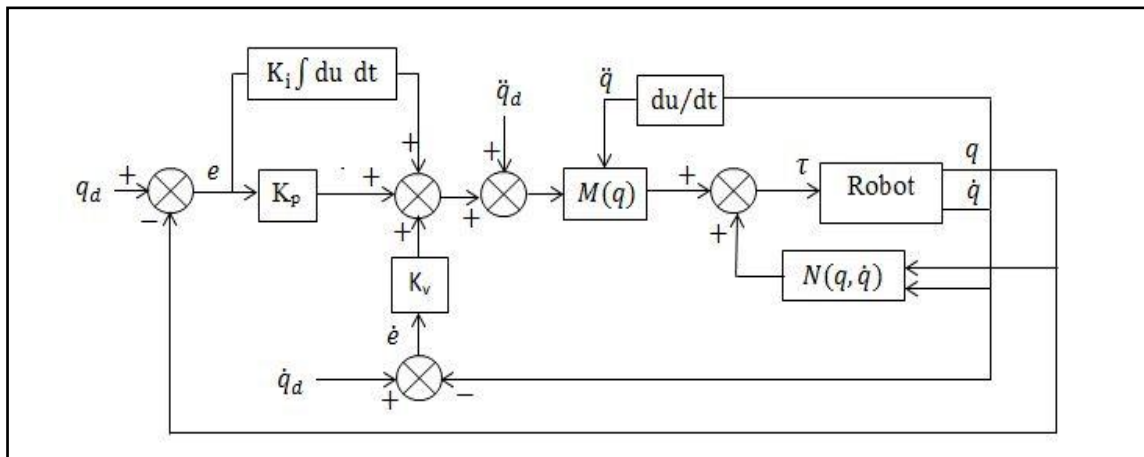 K_i ∫ du dt
q̈_d
q̈
du/dt
+
+
+
e
q_d
K_p
+
+
M(q)
+
τ
Robot
q
q̇
−
+
+
+
N(q, q̇)
K_v
ė
q̇_d
+
−